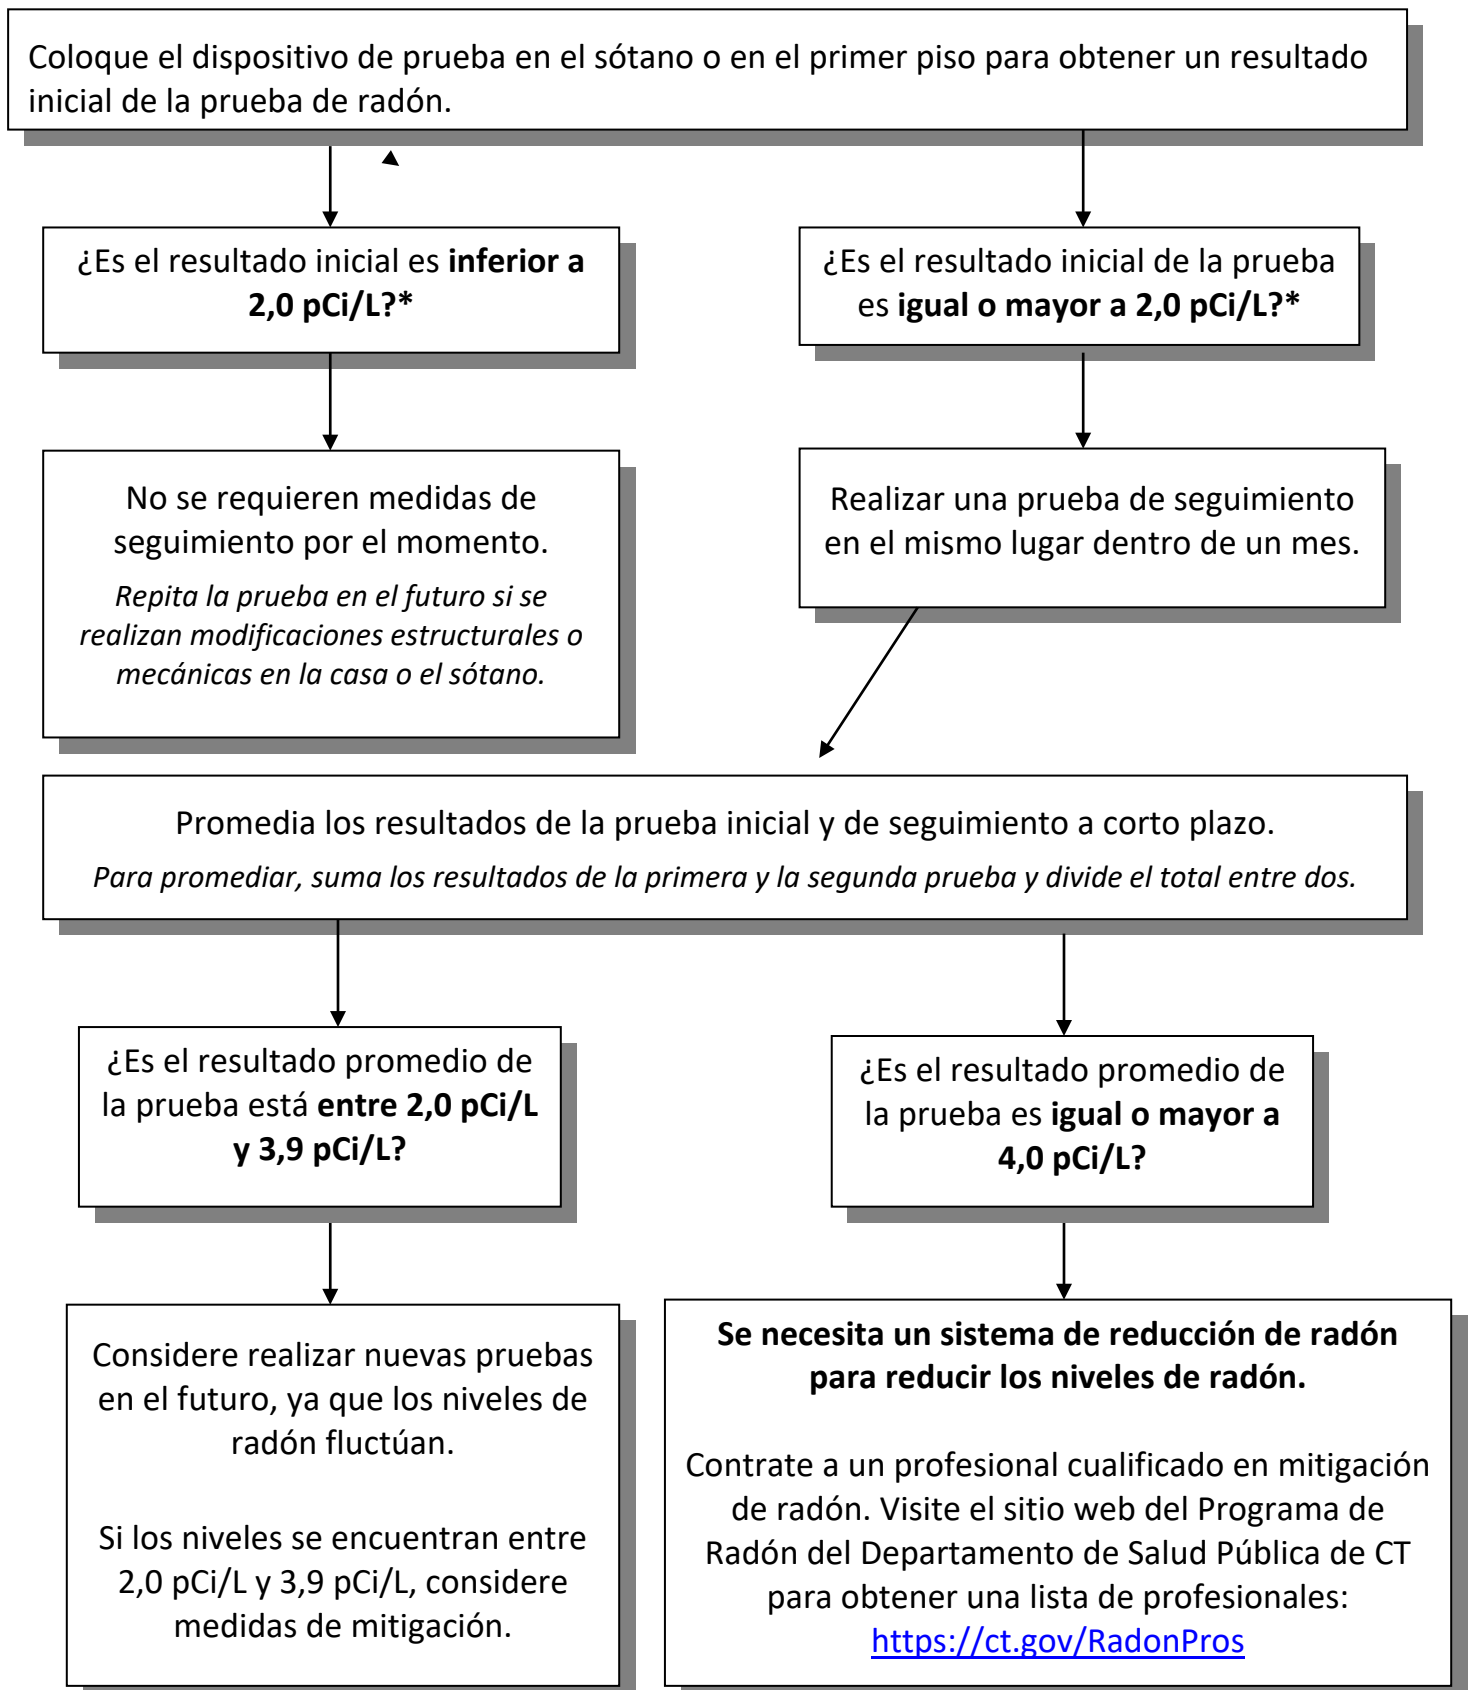 Coloque el dispositivo de prueba en el sótano o en el primer piso para obtener un resultado
inicial de la prueba de radón.
¿Es el resultado inicial es inferior a
2,0 pCi/L?*
¿Es el resultado inicial de la prueba
es igual o mayor a 2,0 pCi/L?*
No se requieren medidas de
seguimiento por el momento.
Repita la prueba en el futuro si se
realizan modificaciones estructurales o
mecánicas en la casa o el sótano.
Realizar una prueba de seguimiento
en el mismo lugar dentro de un mes.
Promedia los resultados de la prueba inicial y de seguimiento a corto plazo.
Para promediar, suma los resultados de la primera y la segunda prueba y divide el total entre dos.
¿Es el resultado promedio de
la prueba está entre 2,0 pCi/L
y 3,9 pCi/L?
¿Es el resultado promedio de
la prueba es igual o mayor a
4,0 pCi/L?
Considere realizar nuevas pruebas
en el futuro, ya que los niveles de
radón fluctúan.
Si los niveles se encuentran entre
2,0 pCi/L y 3,9 pCi/L, considere
medidas de mitigación.
Se necesita un sistema de reducción de radón
para reducir los niveles de radón.
Contrate a un profesional cualificado en mitigación
de radón. Visite el sitio web del Programa de
Radón del Departamento de Salud Pública de CT
para obtener una lista de profesionales:
https://ct.gov/RadonPros